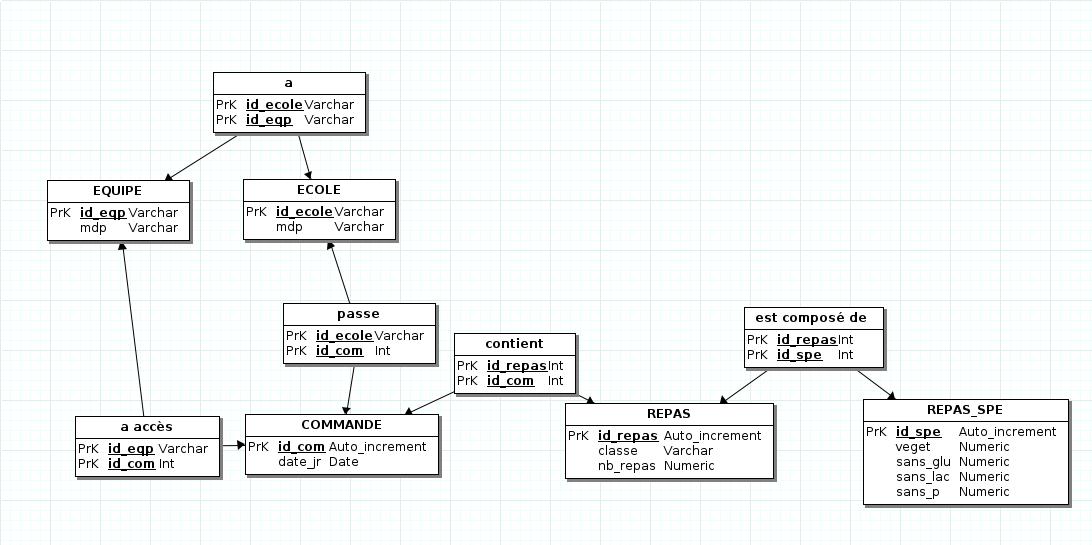 a
PrK id_ecole Varchar
PrK id_eqp Varchar
EQUIPE
PrK id_eqp Varchar
mdp Varchar
ECOLE
PrK id_ecole Varchar
mdp Varchar
passe
PrK id_ecole Varchar
PrK id_com Int
contient
PrK id_repas Int
PrK id_com Int
est composé de
PrK id_repas Int
PrK id_spe Int
a accès
PrK id_eqp Varchar
PrK id_com Int
COMMANDE
PrK id_com Auto_increment
date_jr Date
REPAS
PrK id_repas Auto_increment
classe Varchar
nb_repas Numeric
REPAS_SPE
PrK id_spe Auto_increment
veget Numeric
sans_glu Numeric
sans_lac Numeric
sans_p Numeric